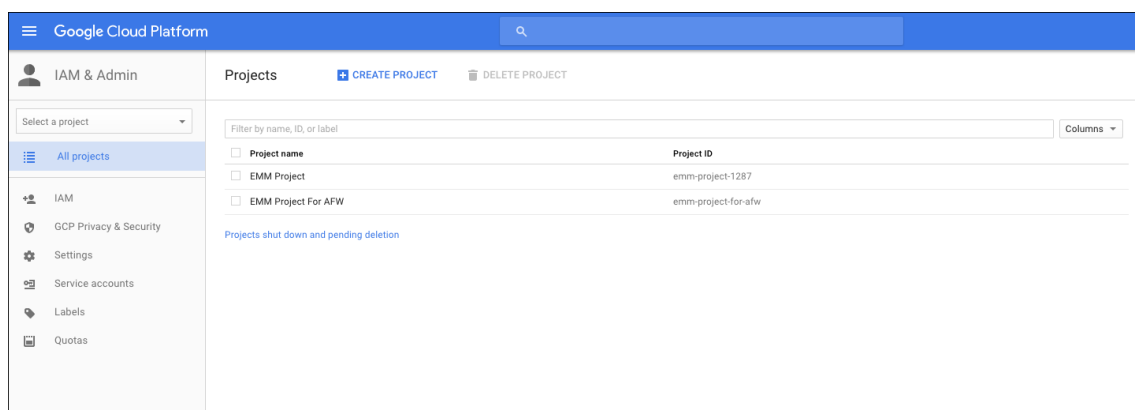 Google Cloud Platform
IAM & Admin
Projects
CREATE PROJECT
DELETE PROJECT
Select a project
All projects
IAM
GCP Privacy & Security
Settings
Service accounts
Labels
Quotas
Filter by name, ID, or label
Columns
Project name Project ID
EMM Project emm-project-1287
EMM Project For AFW emm-project-for-afw
Projects shut down and pending deletion